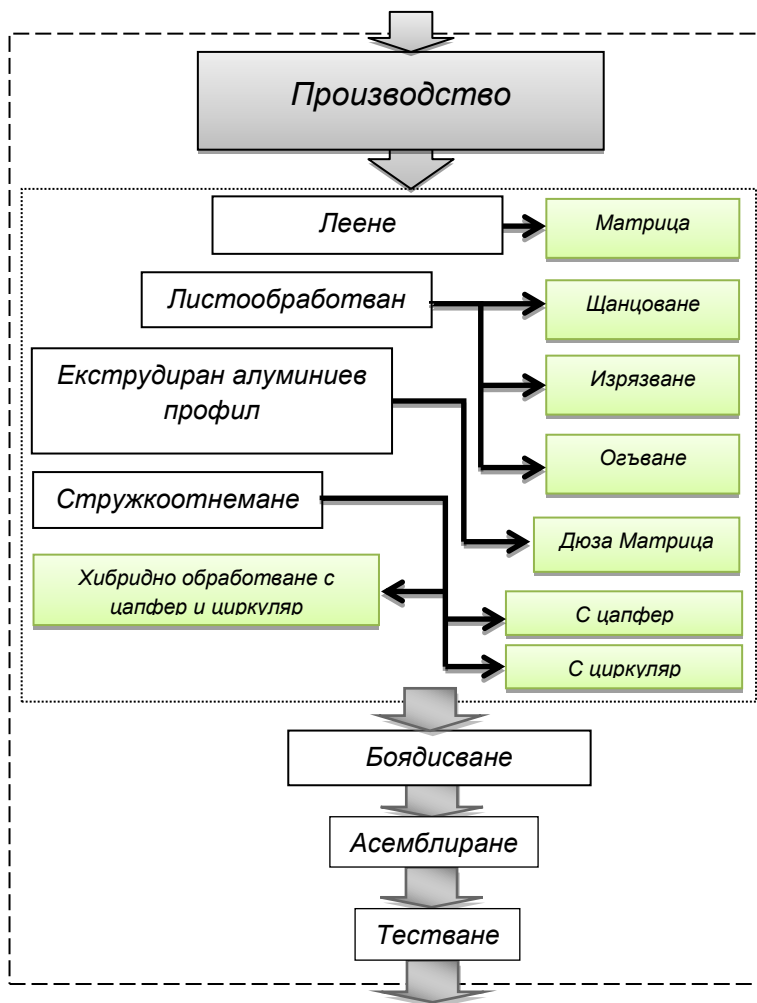 Производство
Леене
Матрица
Листообработван
Щанцоване
Екструдиран алуминиев
профил
Изрязване
Огъване
Стружкоотнемане
Дюза Матрица
Хибридно обработване с
цапфер и циркуляр
С цапфер
С циркуляр
Боядисване
Асемблиране
Тестване